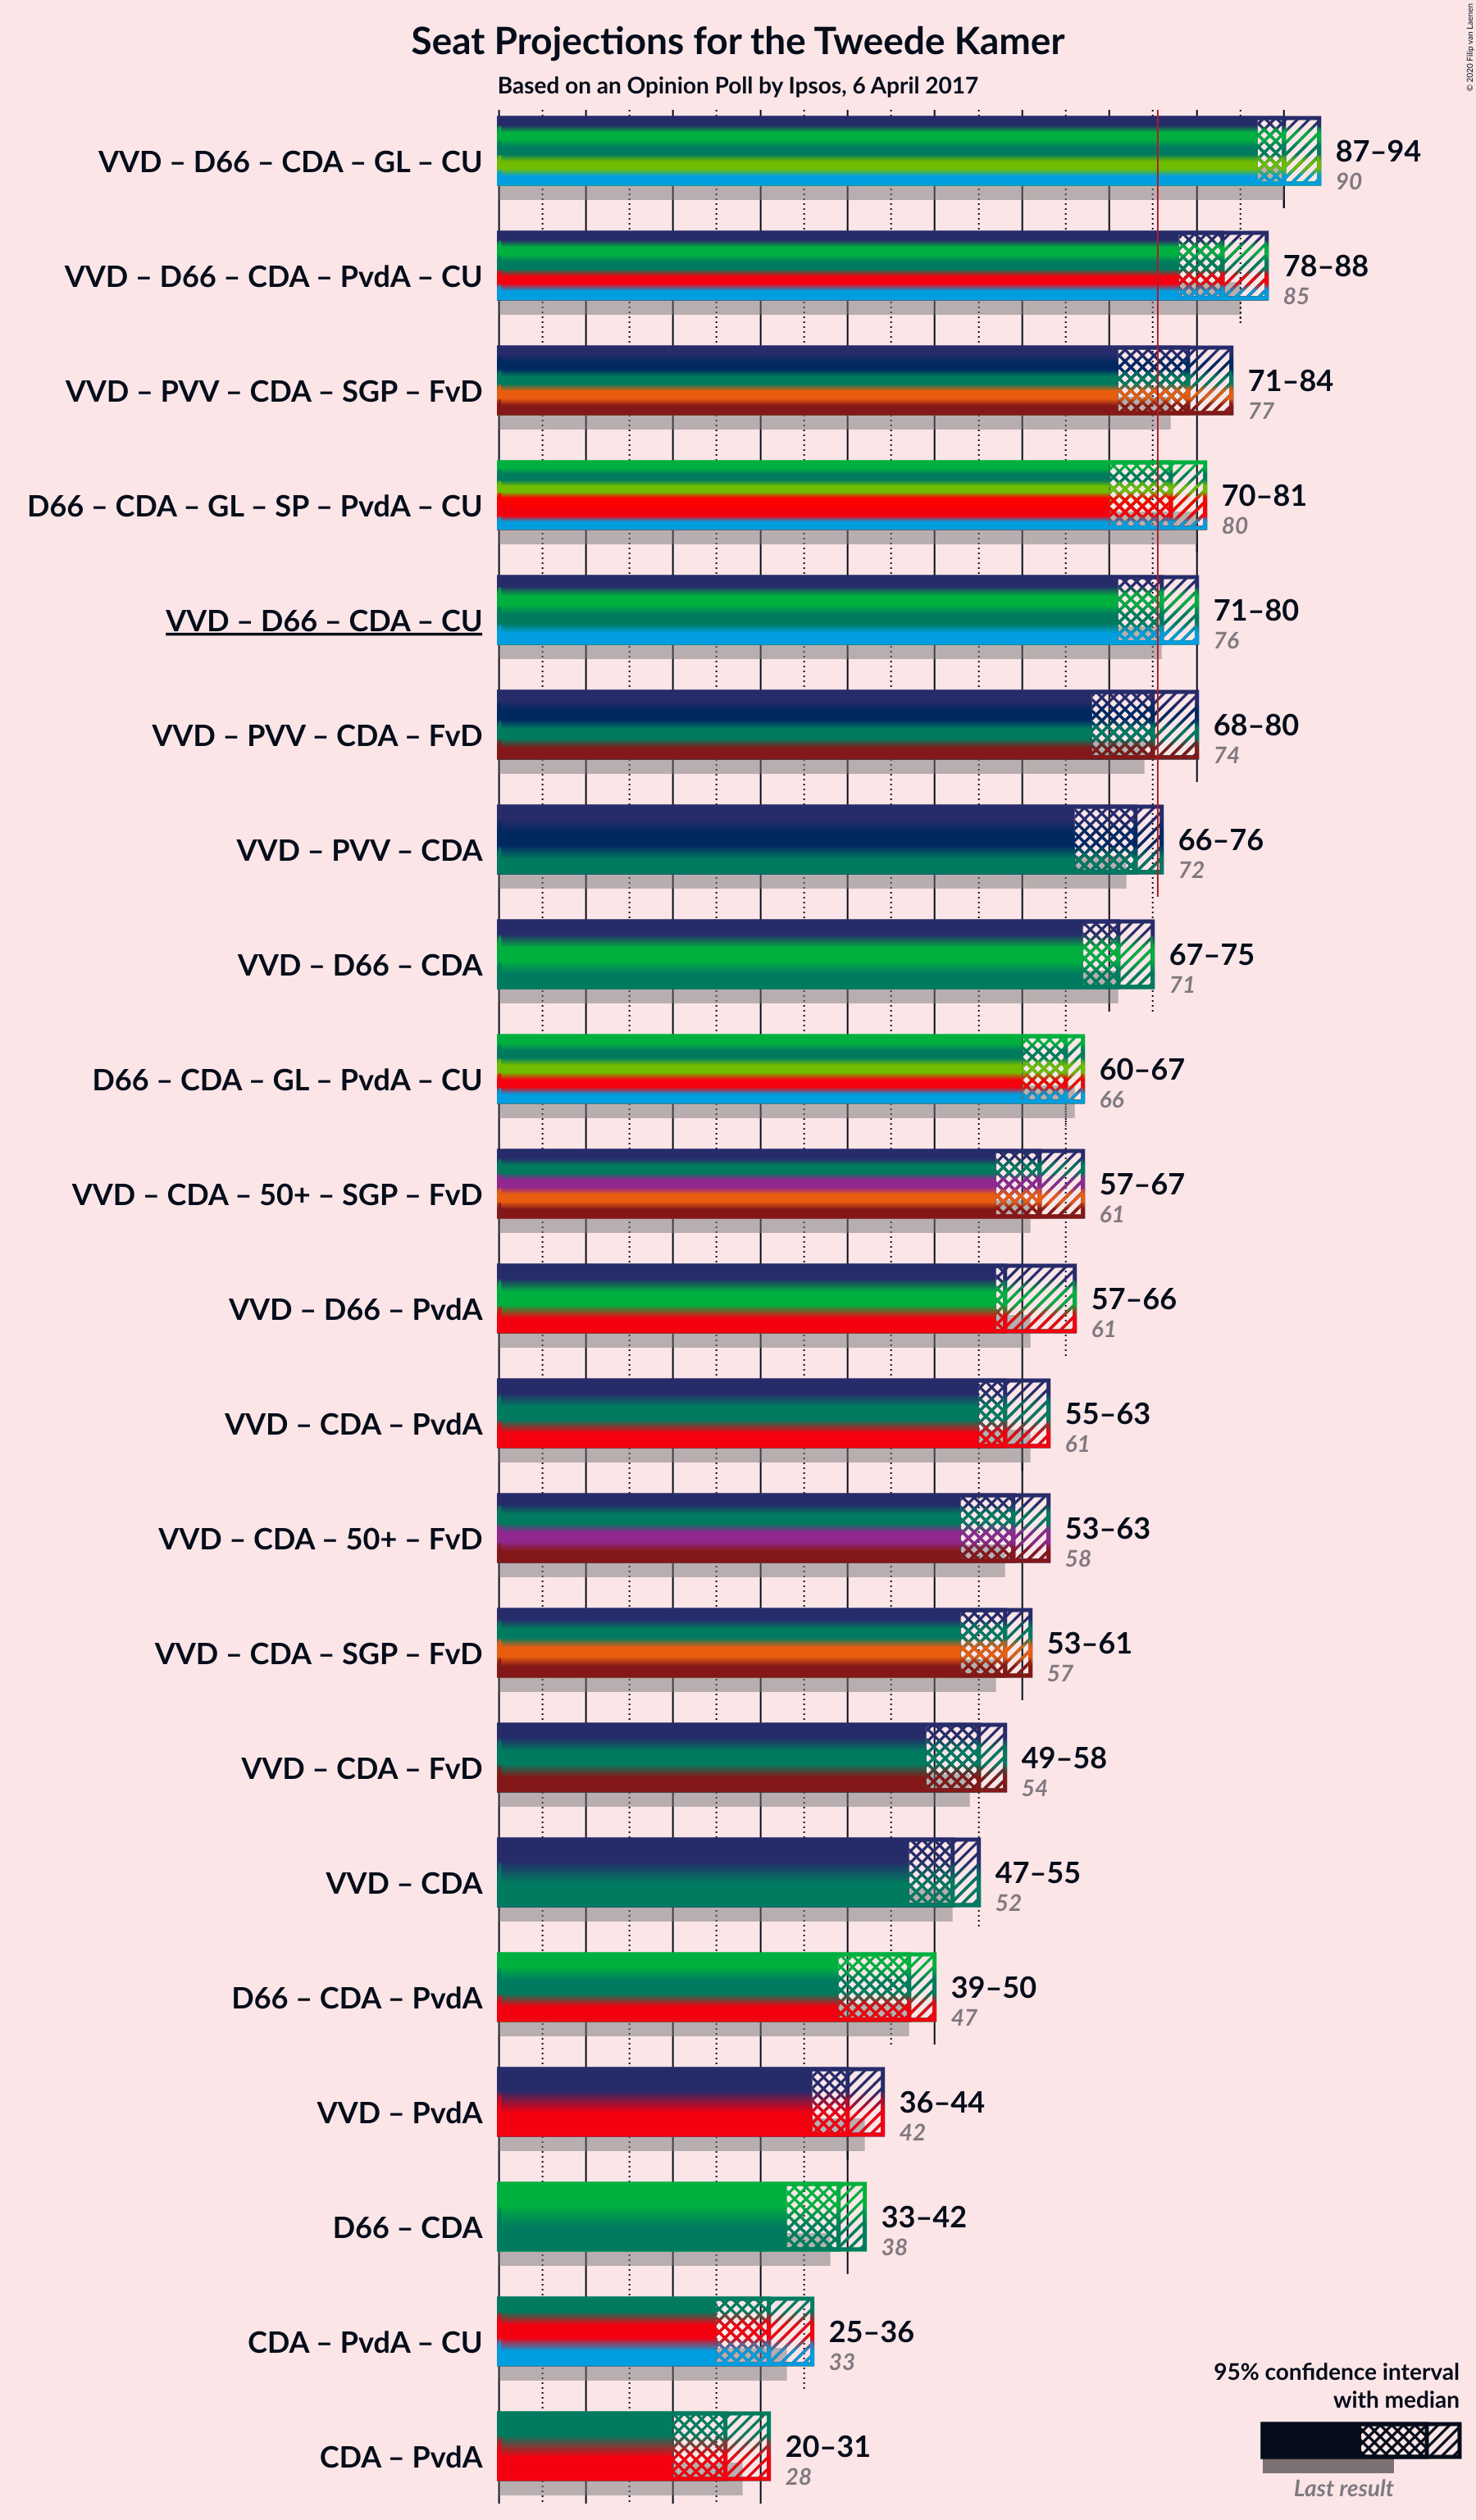 Seat Projections for the Tweede Kamer
Based on an Opinion Poll by Ipsos, 6 April 2017
© 2020 Filip van Laenen
VVD – D66 – CDA – GL – CU
87–94
90
VVD – D66 – CDA – PvdA – CU
78–88
85
VVD – PVV – CDA – SGP – FvD
71–84
77
D66 – CDA – GL – SP – PvdA – CU
70–81
80
VVD – D66 – CDA – CU
71–80
76
VVD – PVV – CDA – FvD
68–80
74
VVD – PVV – CDA
66–76
72
VVD – D66 – CDA
67–75
71
D66 – CDA – GL – PvdA – CU
60–67
66
VVD – CDA – 50+ – SGP – FvD
57–67
61
VVD – D66 – PvdA
57–66
61
VVD – CDA – PvdA
55–63
61
VVD – CDA – 50+ – FvD
53–63
58
VVD – CDA – SGP – FvD
53–61
57
VVD – CDA – FvD
49–58
54
VVD – CDA
47–55
52
D66 – CDA – PvdA
39–50
47
VVD – PvdA
36–44
42
D66 – CDA
33–42
38
CDA – PvdA – CU
25–36
33
CDA – PvdA
20–31
28
95% confidence interval
with median
Last result